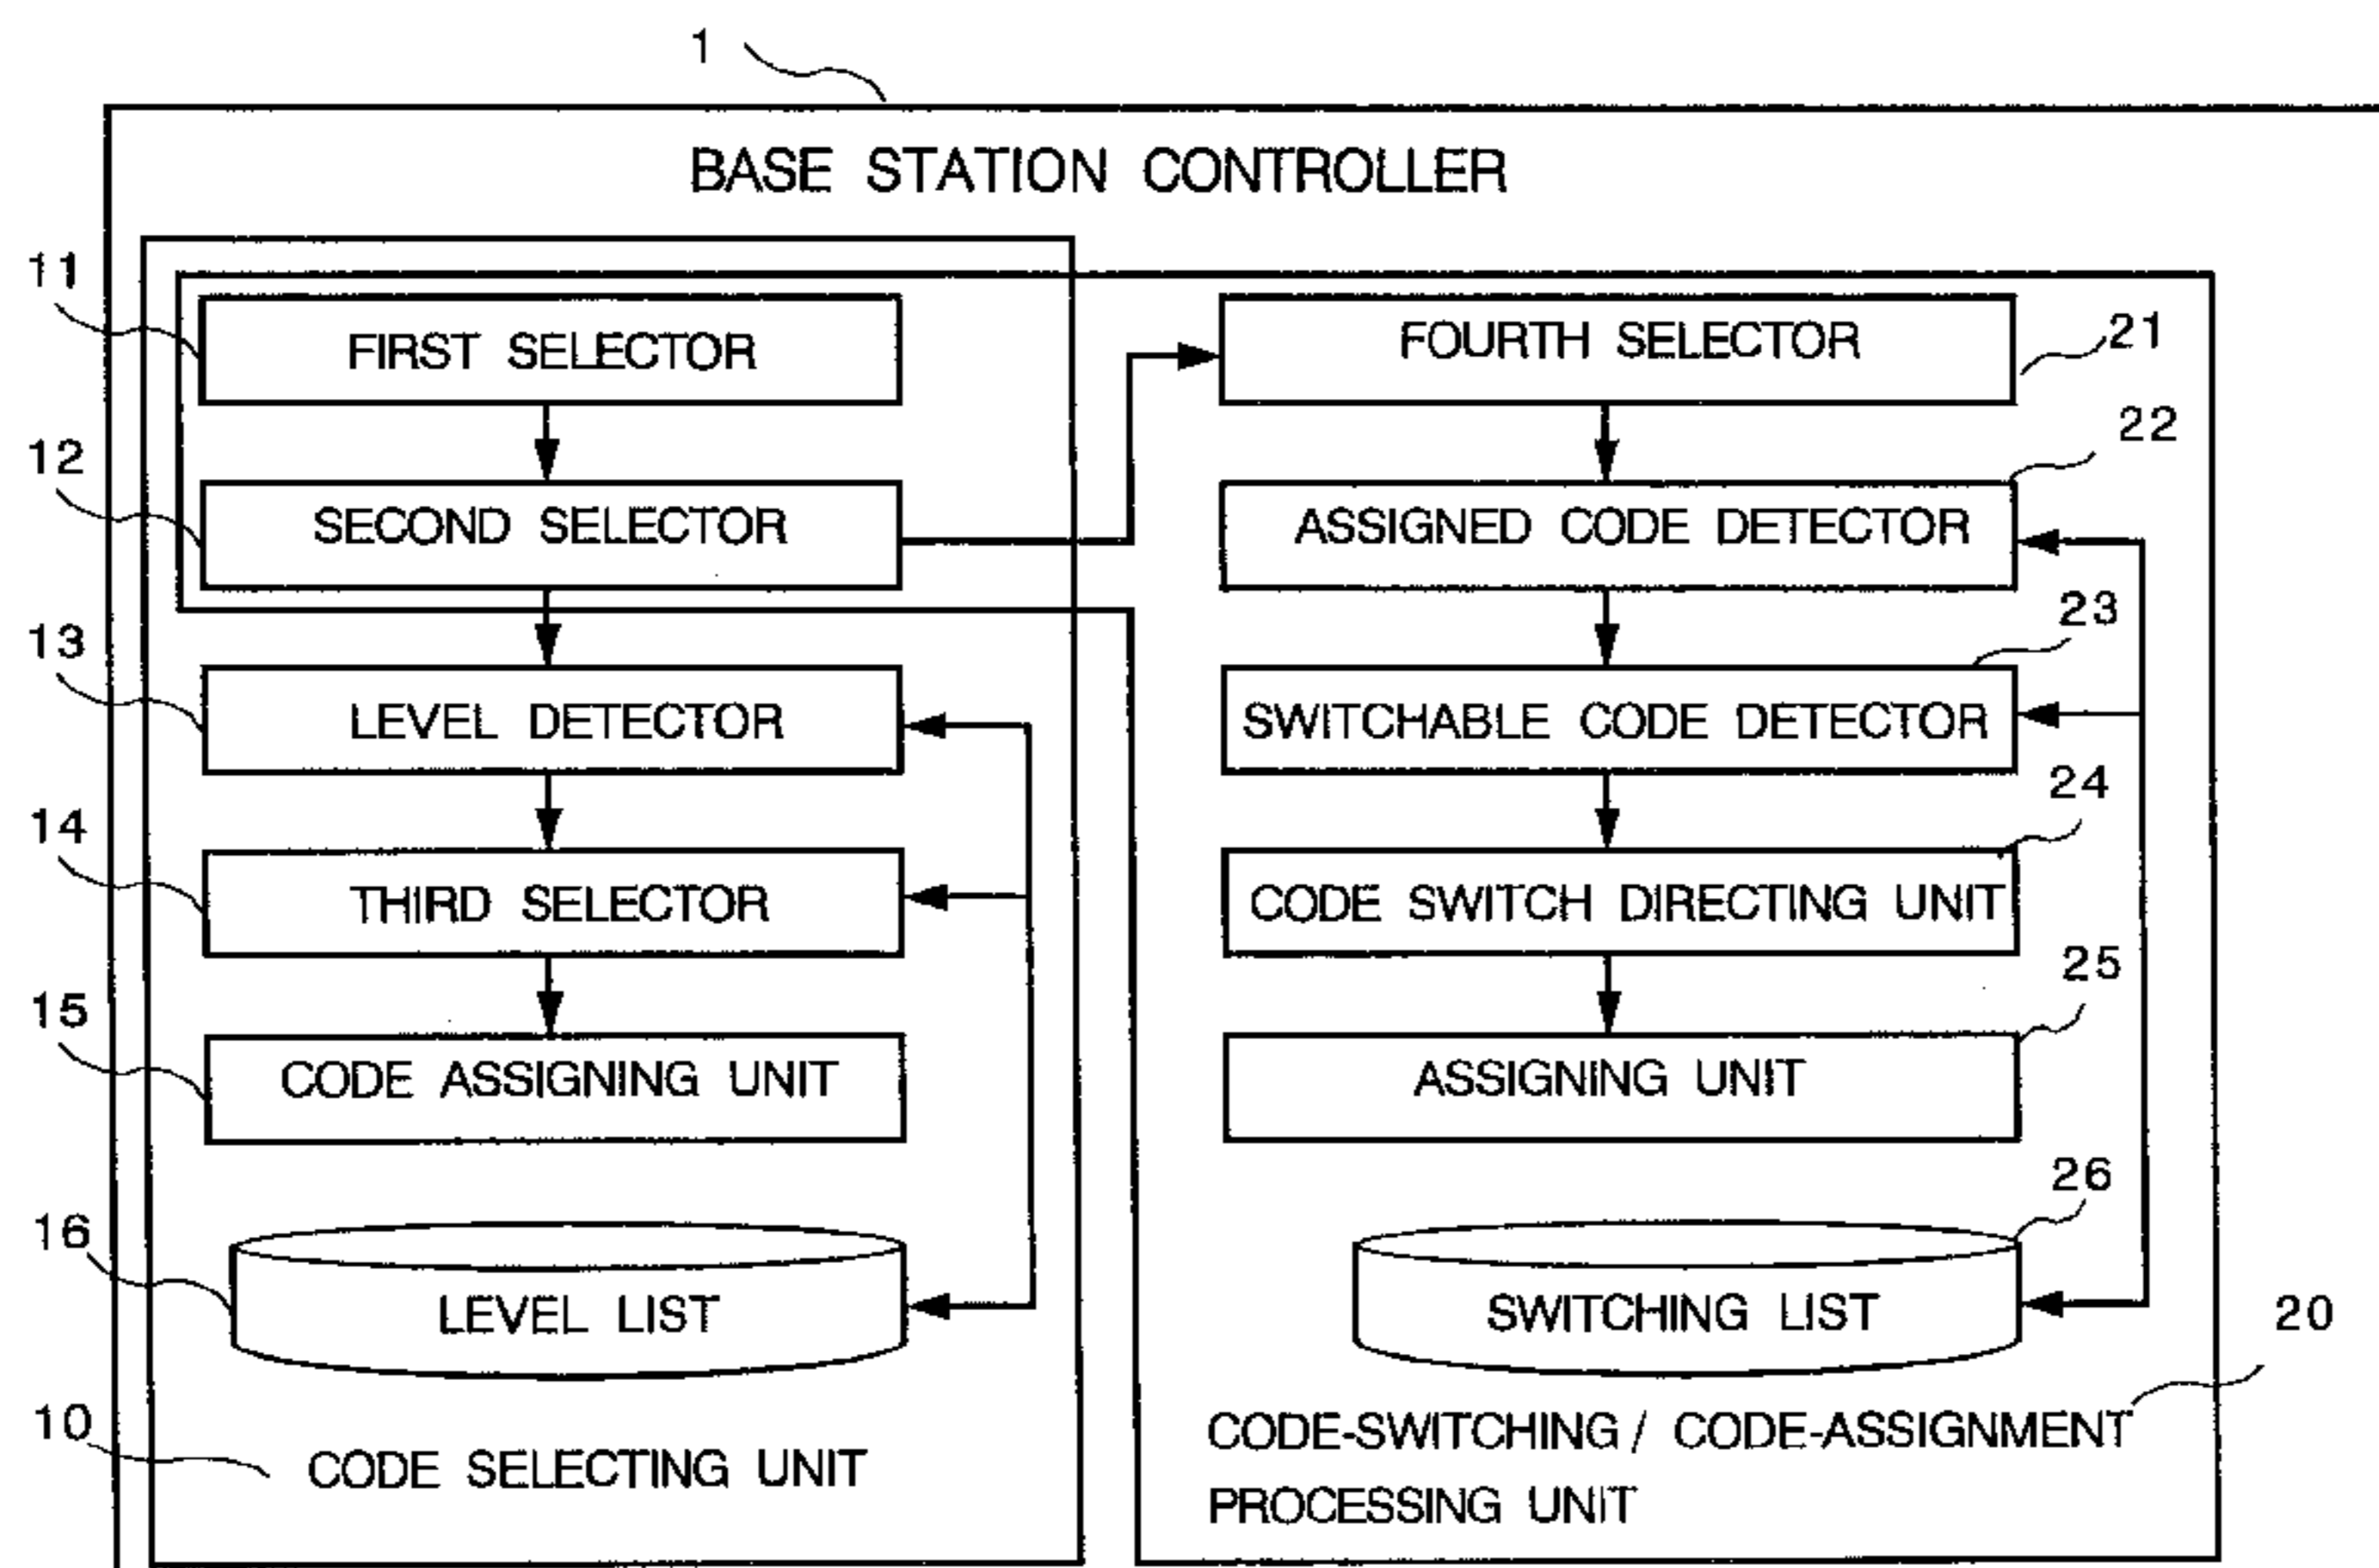 1
BASE STATION CONTROLLER
11
FIRST SELECTOR
12
SECOND SELECTOR
13
LEVEL DETECTOR
14
THIRD SELECTOR
15
CODE ASSIGNING UNIT
16
LEVEL LIST
10
CODE SELECTING UNIT
FOURTH SELECTOR
21
22
ASSIGNED CODE DETECTOR
23
SWITCHABLE CODE DETECTOR
24
CODE SWITCH DIRECTING UNIT
25
ASSIGNING UNIT
26
SWITCHING LIST
20
CODE-SWITCHING / CODE-ASSIGNMENT
PROCESSING UNIT